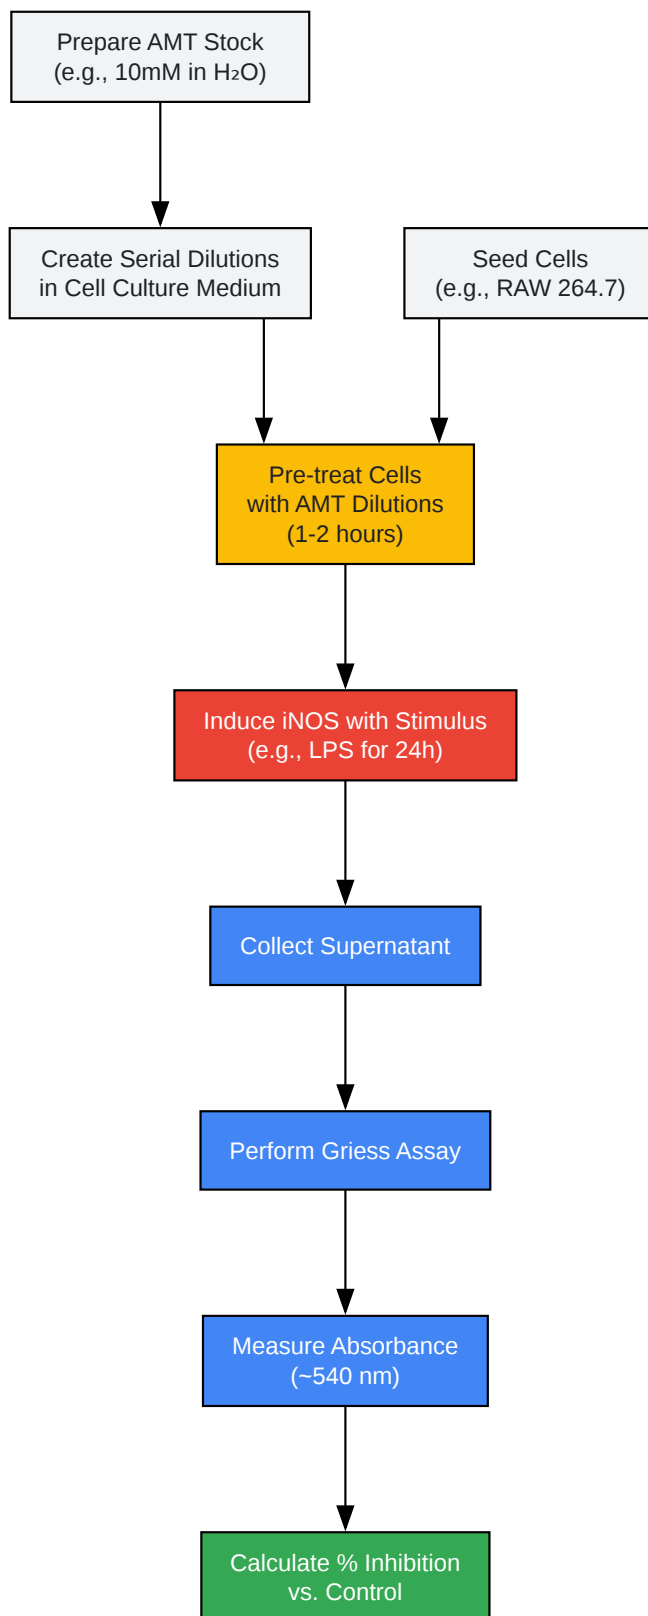 Prepare AMT Stock
(e.g., 10mM in H₂O)
Create Serial Dilutions
in Cell Culture Medium
Seed Cells
(e.g., RAW 264.7)
Pre-treat Cells
with AMT Dilutions
(1-2 hours)
Induce iNOS with Stimulus
(e.g., LPS for 24h)
Collect Supernatant
Perform Griess Assay
Measure Absorbance
(~540 nm)
Calculate % Inhibition
vs. Control